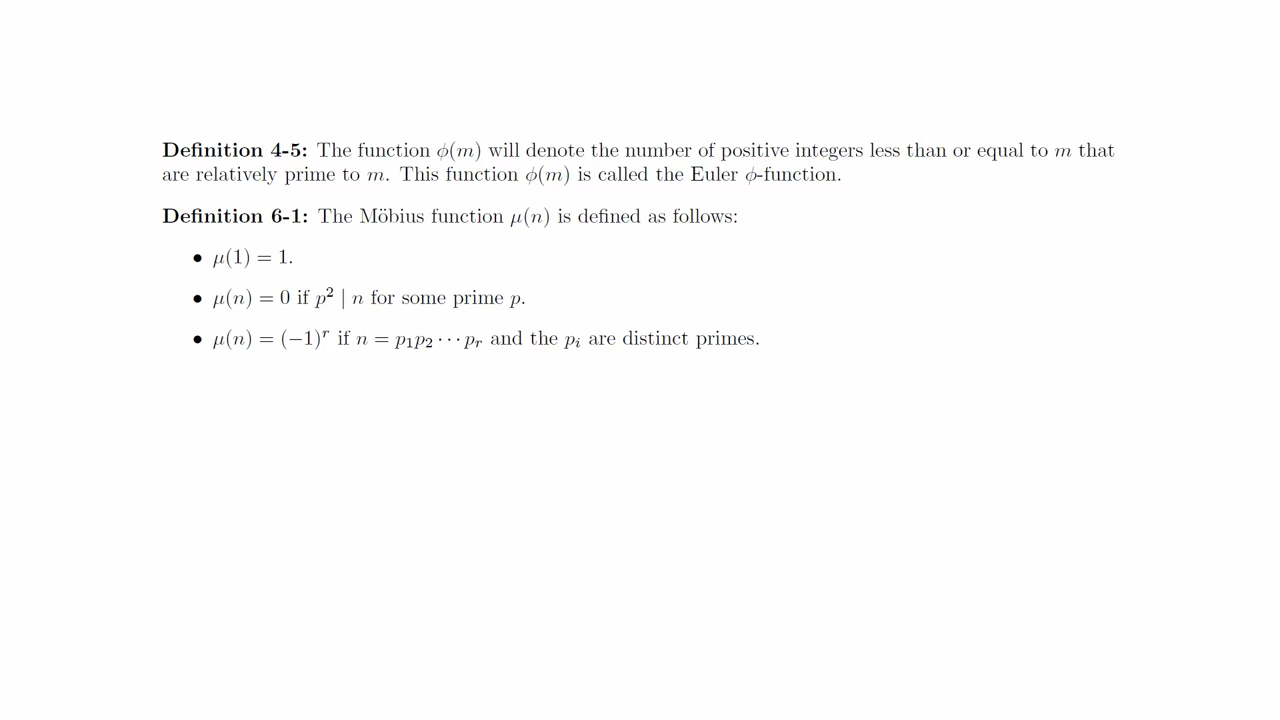 Definition 4-5: The function ϕ(m) will denote the number of positive integers less than or equal to m that
are relatively prime to m. This function ϕ(m) is called the Euler ϕ-function.
Definition 6-1: The Möbius function μ(n) is defined as follows:
• μ(1) = 1.
• μ(n) = 0 if p² | n for some prime p.
• μ(n) = (−1)ʳ if n = p₁p₂ ⋯ pᵣ and the pᵢ are distinct primes.